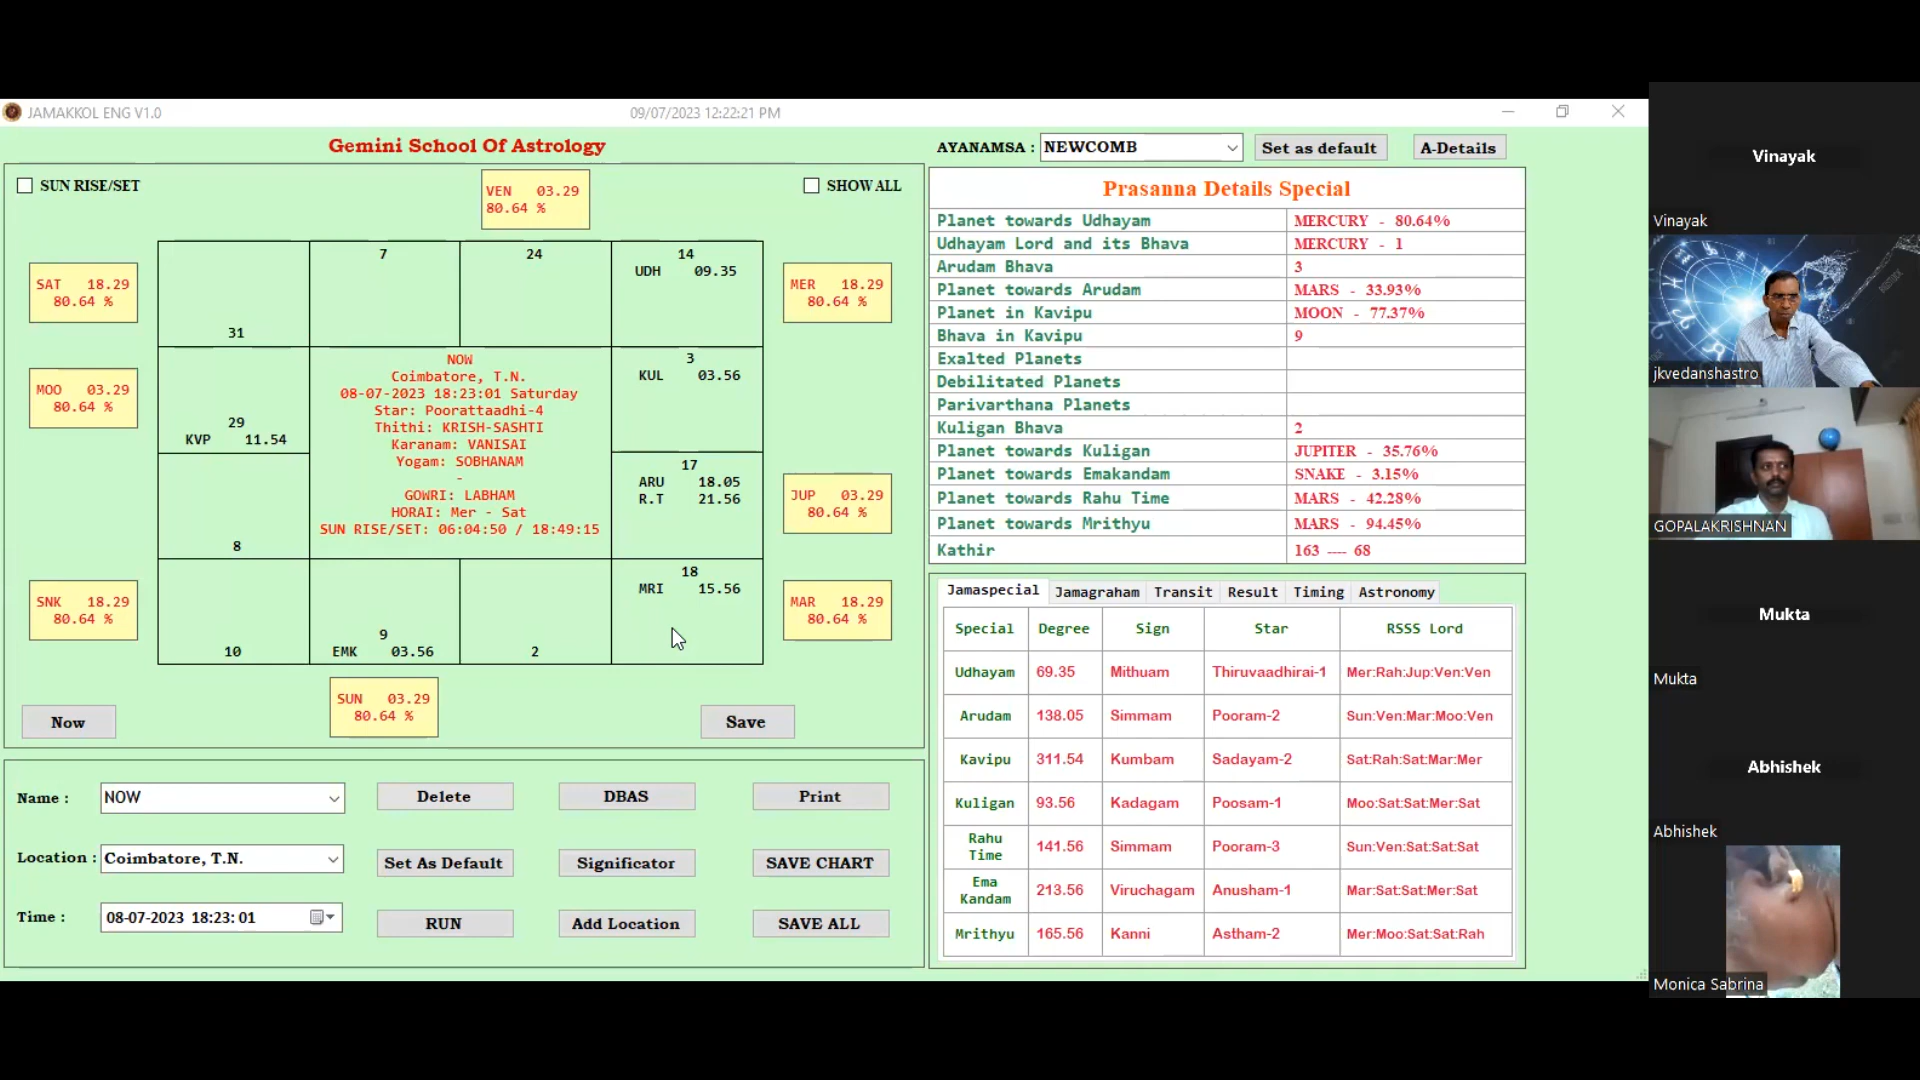 JAMAKKOL ENG V1.0
09/07/2023 12:22:21 PM
Gemini School Of Astrology
SUN RISE/SET
SHOW ALL
VEN 03.29
80.64 %
SAT 18.29
80.64 %
MER 18.29
80.64 %
MOO 03.29
80.64 %
JUP 03.29
80.64 %
SNK 18.29
80.64 %
MAR 18.29
80.64 %
SUN 03.29
80.64 %
31
7
24
14
UDH 09.35
29
KVP 11.54
3
KUL 03.56
8
17
ARU 18.05
R.T 21.56
10
9
EMK 03.56
2
18
MRI 15.56
NOW
Coimbatore, T.N.
08-07-2023 18:23:01 Saturday
Star: Poorattaadhi-4
Thithi: KRISH-SASHTI
Karanam: VANISAI
Yogam: SOBHANAM
-
GOWRI: LABHAM
HORAI: Mer - Sat
SUN RISE/SET: 06:04:50 / 18:49:15
Now
Save
Name :
NOW
Delete
DBAS
Print
Location :
Coimbatore, T.N.
Set As Default
Significator
SAVE CHART
Time :
08-07-2023 18:23: 01
RUN
Add Location
SAVE ALL
AYANAMSA :
NEWCOMB
Set as default
A-Details
Prasanna Details Special
Planet towards Udhayam MERCURY - 80.64%
Udhayam Lord and its Bhava MERCURY - 1
Arudam Bhava 3
Planet towards Arudam MARS - 33.93%
Planet in Kavipu MOON - 77.37%
Bhava in Kavipu 9
Exalted Planets
Debilitated Planets
Parivarthana Planets
Kuligan Bhava 2
Planet towards Kuligan JUPITER - 35.76%
Planet towards Emakandam SNAKE - 3.15%
Planet towards Rahu Time MARS - 42.28%
Planet towards Mrithyu MARS - 94.45%
Kathir 163 ---- 68
Jamaspecial Jamagraham Transit Result Timing Astronomy
Special Degree Sign Star RSSS Lord
Udhayam 69.35 Mithuam Thiruvaadhirai-1 Mer:Rah:Jup:Ven:Ven
Arudam 138.05 Simmam Pooram-2 Sun:Ven:Mar:Moo:Ven
Kavipu 311.54 Kumbam Sadayam-2 Sat:Rah:Sat:Mar:Mer
Kuligan 93.56 Kadagam Poosam-1 Moo:Sat:Sat:Mer:Sat
Rahu Time 141.56 Simmam Pooram-3 Sun:Ven:Sat:Sat:Sat
Ema Kandam 213.56 Viruchagam Anusham-1 Mar:Sat:Sat:Mer:Sat
Mrithyu 165.56 Kanni Astham-2 Mer:Moo:Sat:Sat:Rah
Vinayak
Vinayak
jkvedanshastro
GOPALAKRISHNAN
Mukta
Mukta
Abhishek
Abhishek
Monica Sabrina